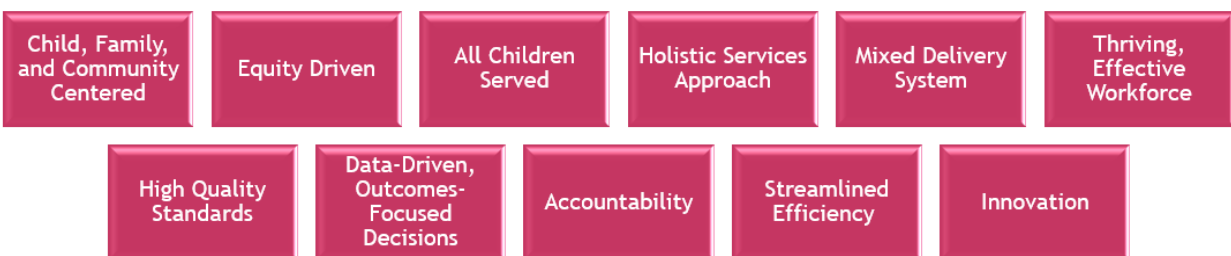 Child, Family,
and Community
Centered
Equity Driven
All Children
Served
Holistic Services
Approach
Mixed Delivery
System
Thriving,
Effective
Workforce
High Quality
Standards
Data-Driven,
Outcomes-
Focused
Decisions
Accountability
Streamlined
Efficiency
Innovation